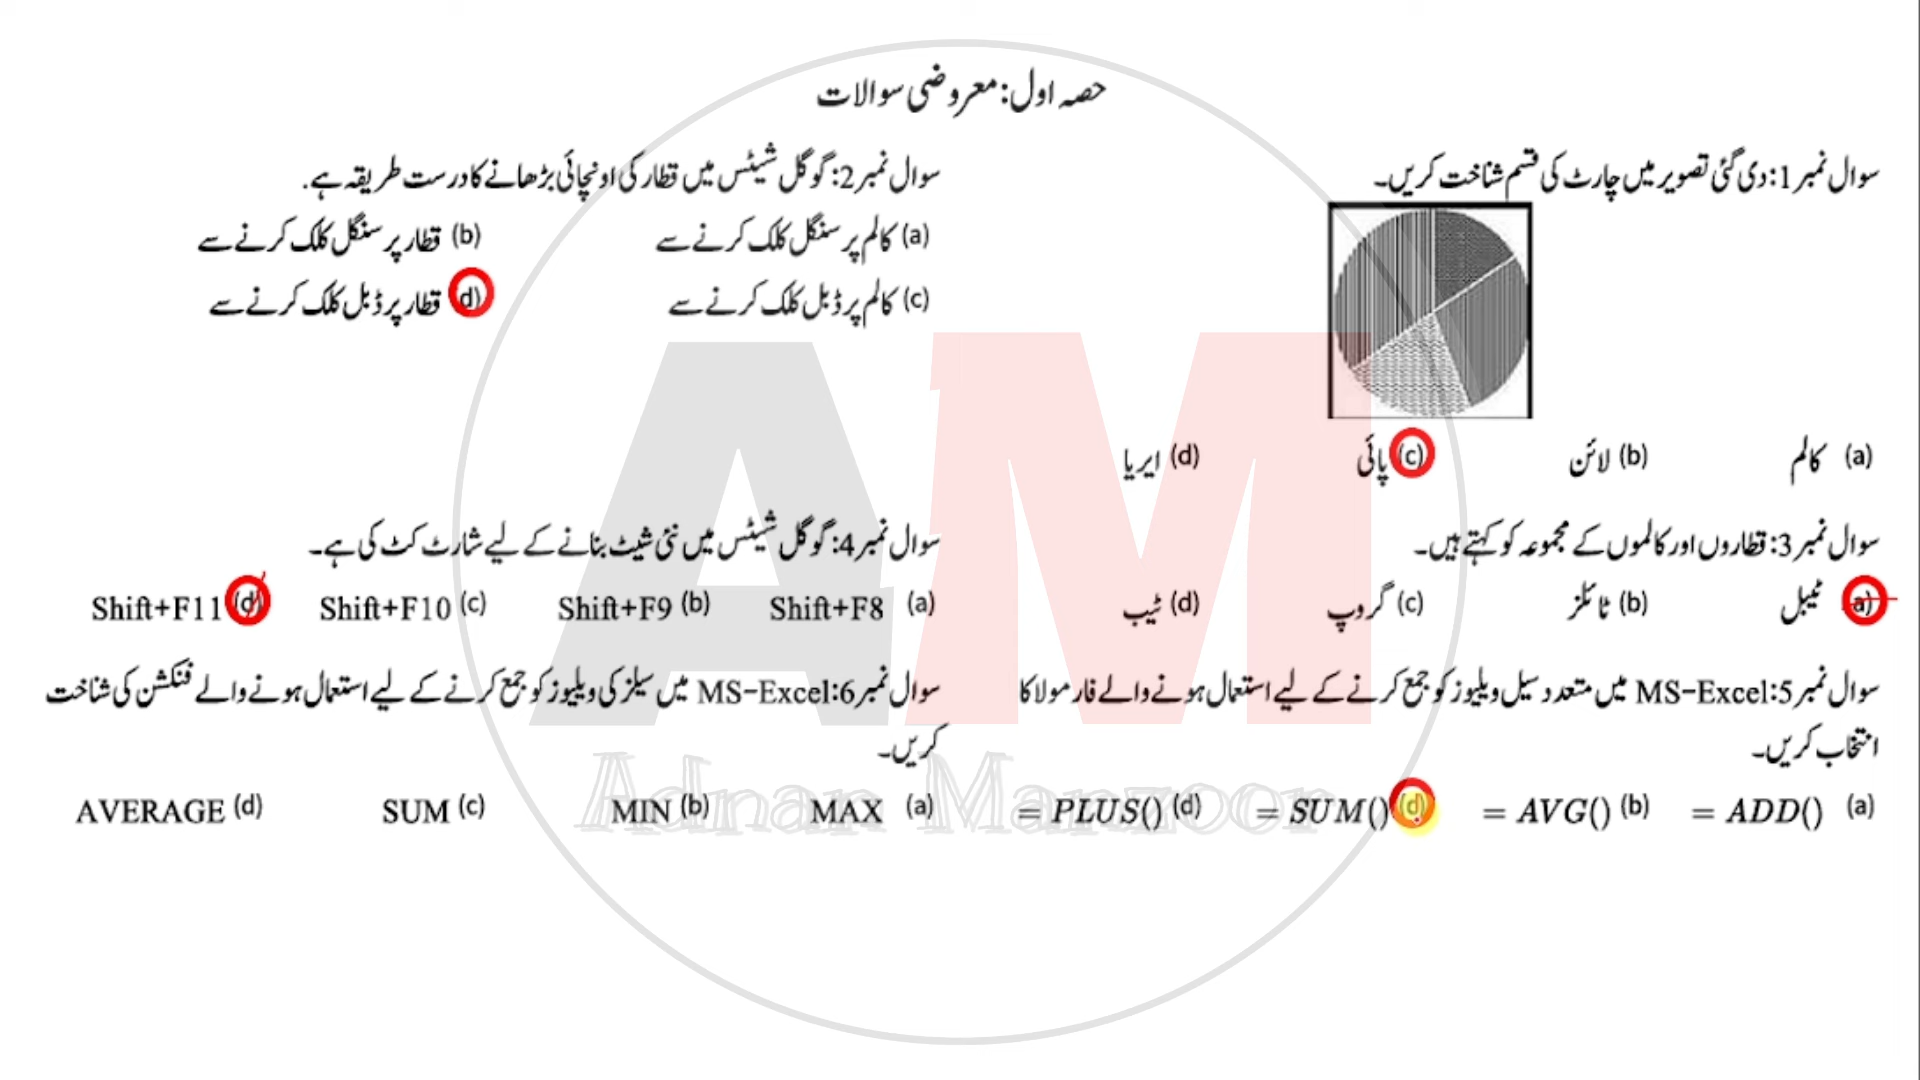 حصہ اول: معروضی سوالات
سوال نمبر 1: دی گئی تصویر میں چارٹ کی قسم شناخت کریں۔
(a) کالم (b) لائن (c) پائی (d) ایریا
سوال نمبر 2: گوگل شیٹس میں قطار کی اونچائی بڑھانے کا درست طریقہ ہے.
(a) کالم پر سنگل کلک کرنے سے (b) قطار پر سنگل کلک کرنے سے
(c) کالم پر ڈبل کلک کرنے سے (d) قطار پر ڈبل کلک کرنے سے
سوال نمبر 3: قطاروں اور کالموں کے مجموعہ کو کہتے ہیں۔
(a) ٹیبل (b) ٹائلز (c) گروپ (d) ٹیب
سوال نمبر 4: گوگل شیٹس میں نئی شیٹ بنانے کے لیے شارٹ کٹ کی ہے۔
(a) Shift+F8 (b) Shift+F9 (c) Shift+F10 (d) Shift+F11
سوال نمبر 5: MS-Excel میں متعدد سیل ویلیوز کو جمع کرنے کے لیے استعمال ہونے والے فارمولا کا
انتخاب کریں۔
(a) = ADD() (b) = AVG() (d) = SUM() (d) = PLUS()
سوال نمبر 6: MS-Excel میں سیلز کی ویلیوز کو جمع کرنے کے لیے استعمال ہونے والے فنکشن کی شناخت
کریں۔
(a) MAX (b) MIN (c) SUM (d) AVERAGE
AM
Adnan Manzoor